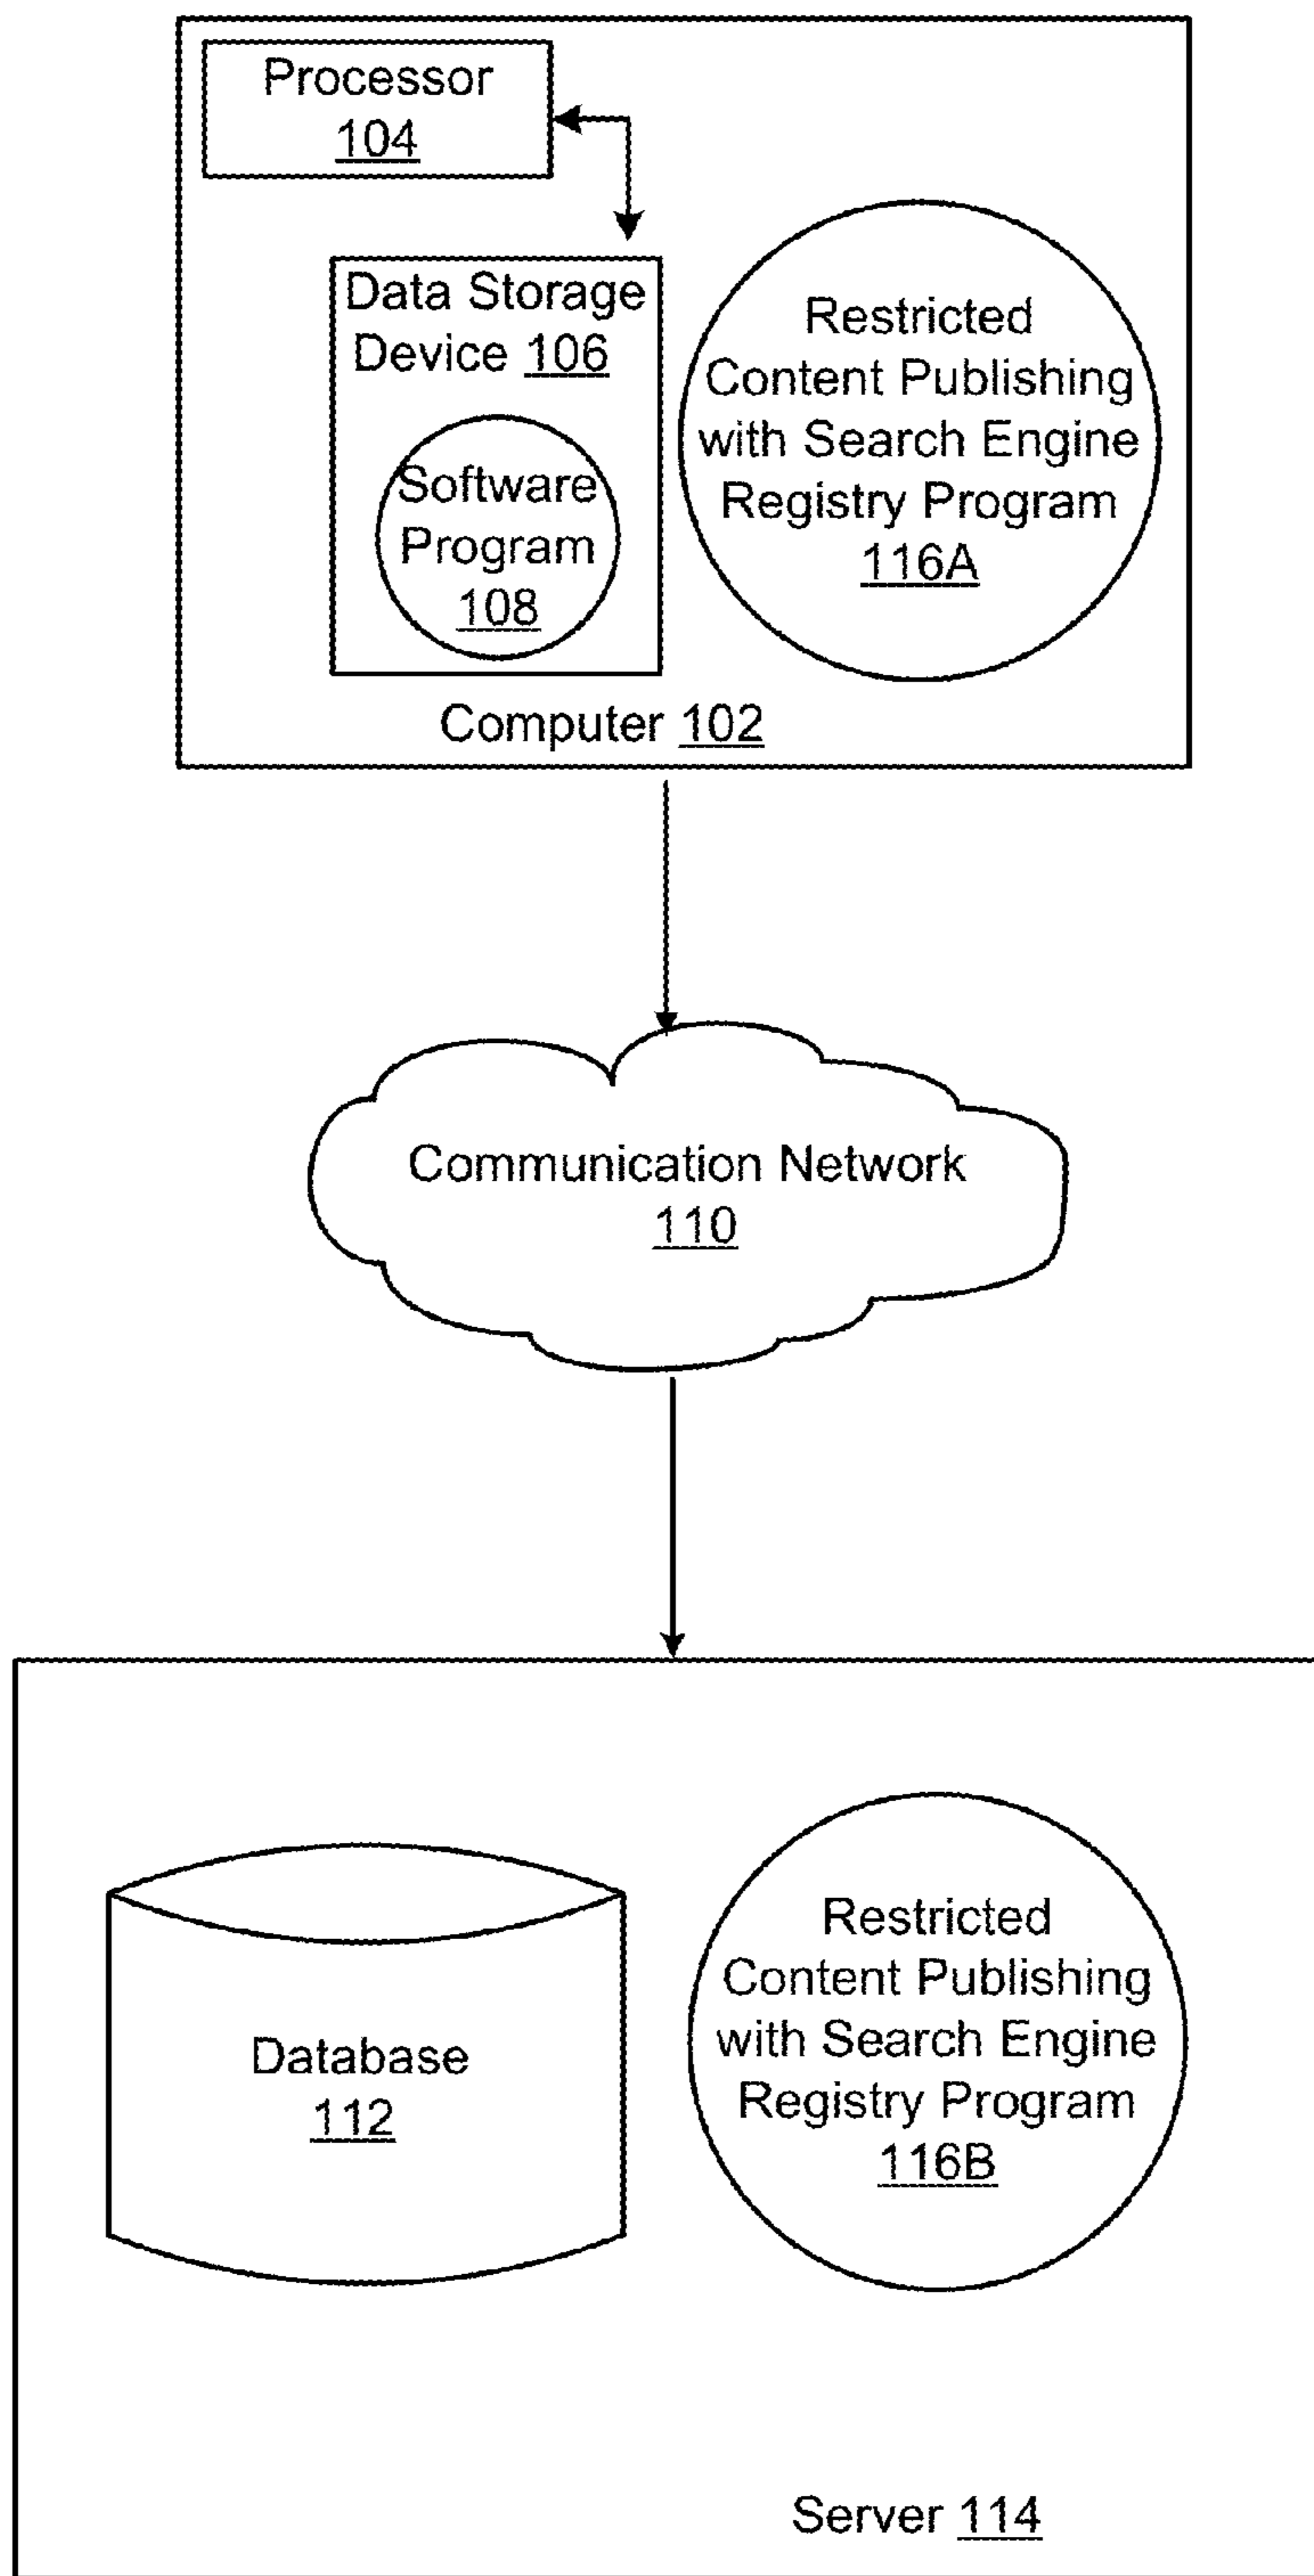 Processor
104
Data Storage
Device 106
Software
Program
108
Restricted
Content Publishing
with Search Engine
Registry Program
116A
Computer 102
Communication Network
110
Database
112
Restricted
Content Publishing
with Search Engine
Registry Program
116B
Server 114